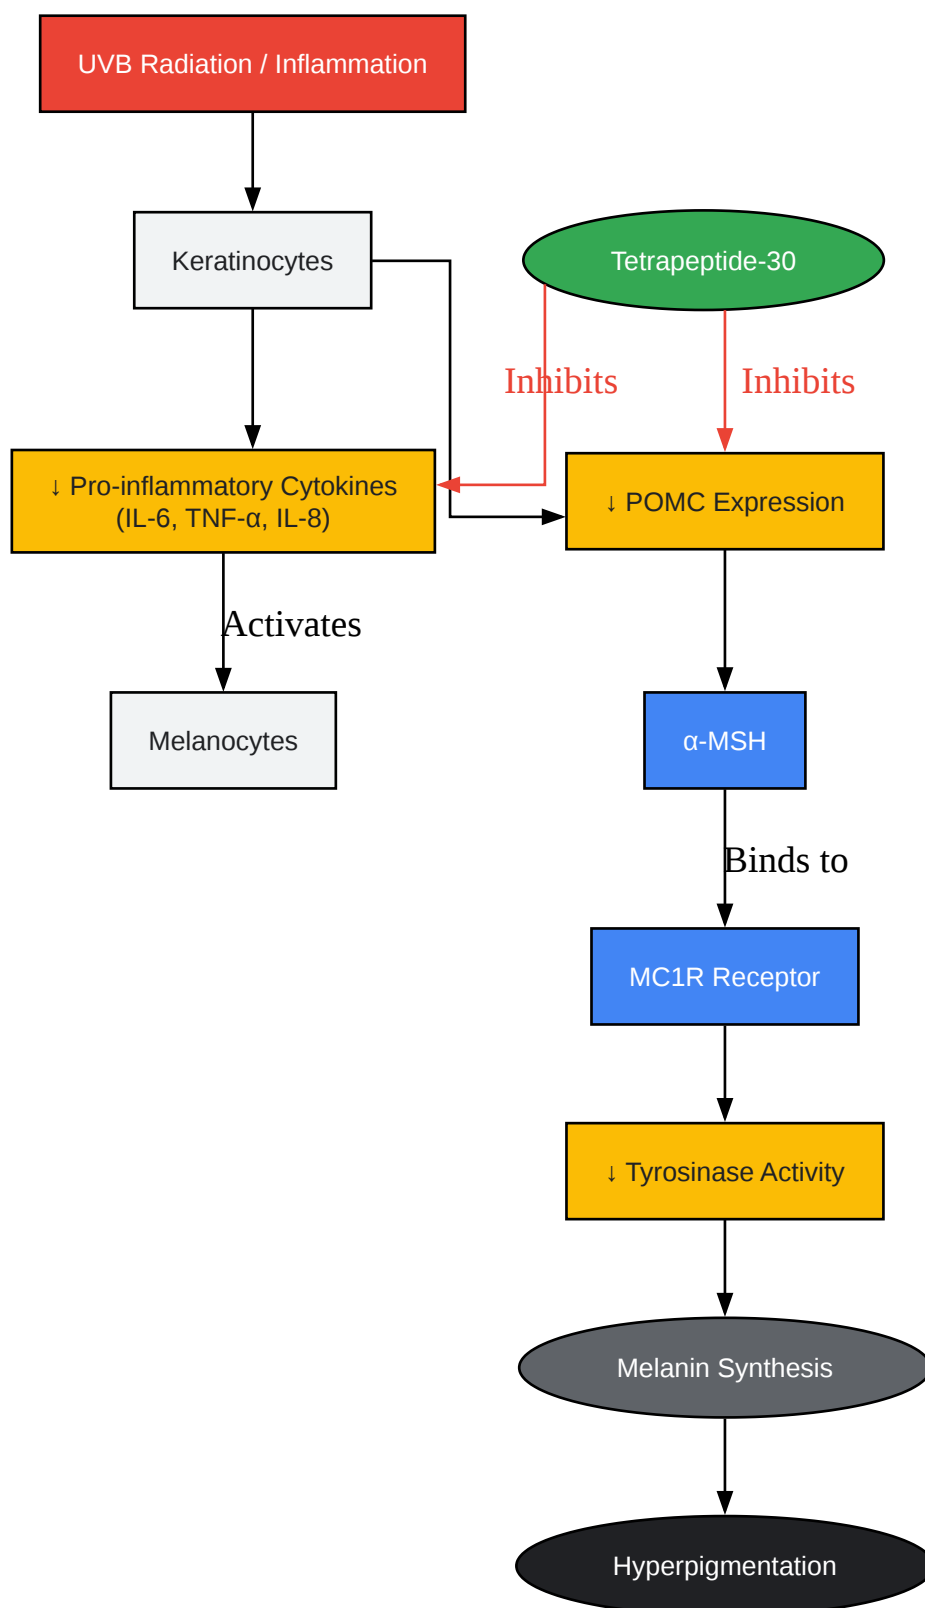 UVB Radiation / Inflammation
Keratinocytes
Tetrapeptide-30
Inhibits
Inhibits
↓ Pro-inflammatory Cytokines
(IL-6, TNF-α, IL-8)
↓ POMC Expression
Activates
Melanocytes
α-MSH
Binds to
MC1R Receptor
↓ Tyrosinase Activity
Melanin Synthesis
Hyperpigmentation